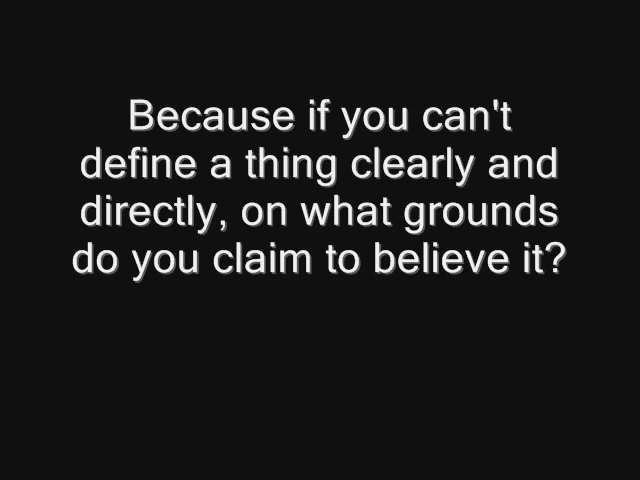 Because if you can't
define a thing clearly and
directly, on what grounds
do you claim to believe it?